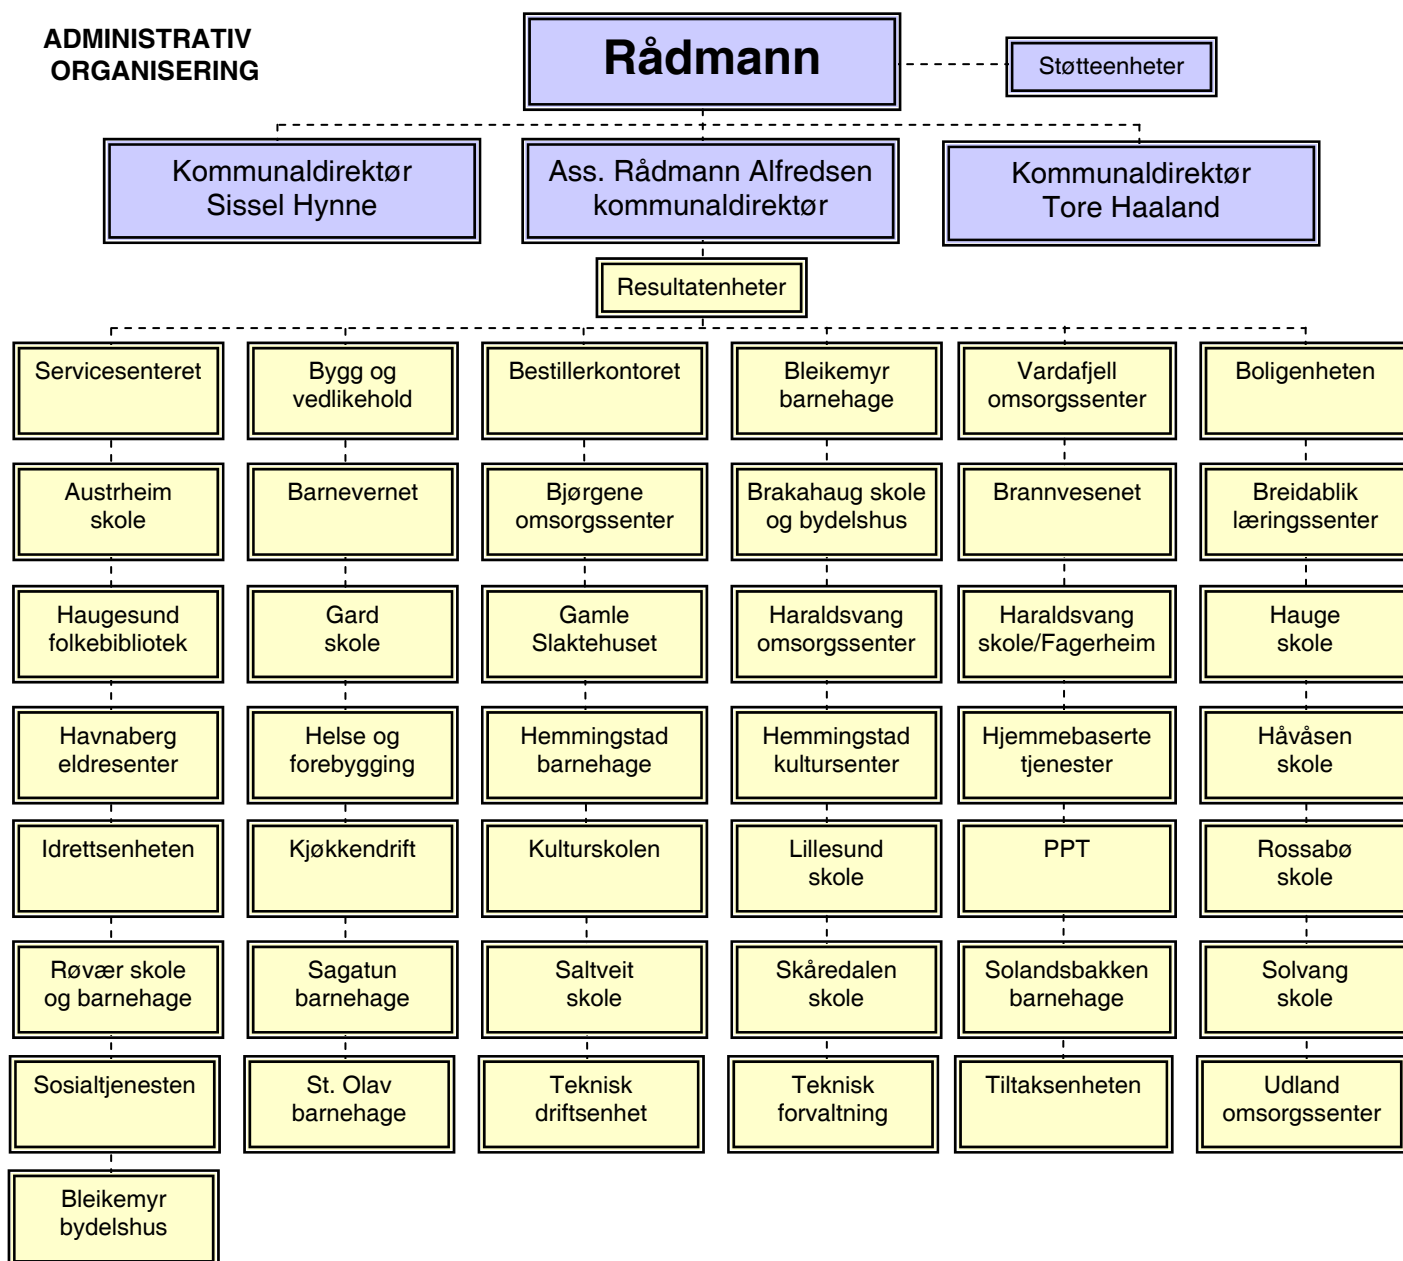 ADMINISTRATIV
ORGANISERING
Rådmann
Støtteenheter
Kommunaldirektør
Sissel Hynne
Ass. Rådmann Alfredsen
kommunaldirektør
Kommunaldirektør
Tore Haaland
Resultatenheter
Servicesenteret
Bygg og
vedlikehold
Bestillerkontoret
Bleikemyr
barnehage
Vardafjell
omsorgssenter
Boligenheten
Austrheim
skole
Barnevernet
Bjørgene
omsorgssenter
Brakahaug skole
og bydelshus
Brannvesenet
Breidablik
læringssenter
Haugesund
folkebibliotek
Gard
skole
Gamle
Slaktehuset
Haraldsvang
omsorgssenter
Haraldsvang
skole/Fagerheim
Hauge
skole
Havnaberg
eldresenter
Helse og
forebygging
Hemmingstad
barnehage
Hemmingstad
kultursenter
Hjemmebaserte
tjenester
Håvåsen
skole
Idrettsenheten
Kjøkkendrift
Kulturskolen
Lillesund
skole
PPT
Rossabø
skole
Røvær skole
og barnehage
Sagatun
barnehage
Saltveit
skole
Skåredalen
skole
Solandsbakken
barnehage
Solvang
skole
Sosialtjenesten
St. Olav
barnehage
Teknisk
driftsenhet
Teknisk
forvaltning
Tiltaksenheten
Udland
omsorgssenter
Bleikemyr
bydelshus